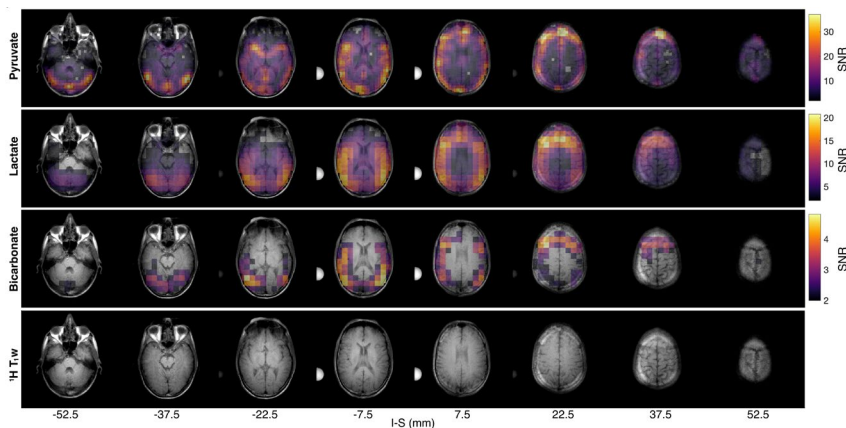 Pyruvate
30
20
10
SNR
Lactate
20
15
10
5
SNR
Bicarbonate
4
3
2
SNR
¹H T₁w
-52.5 -37.5 -22.5 -7.5 7.5 22.5 37.5 52.5
I-S (mm)